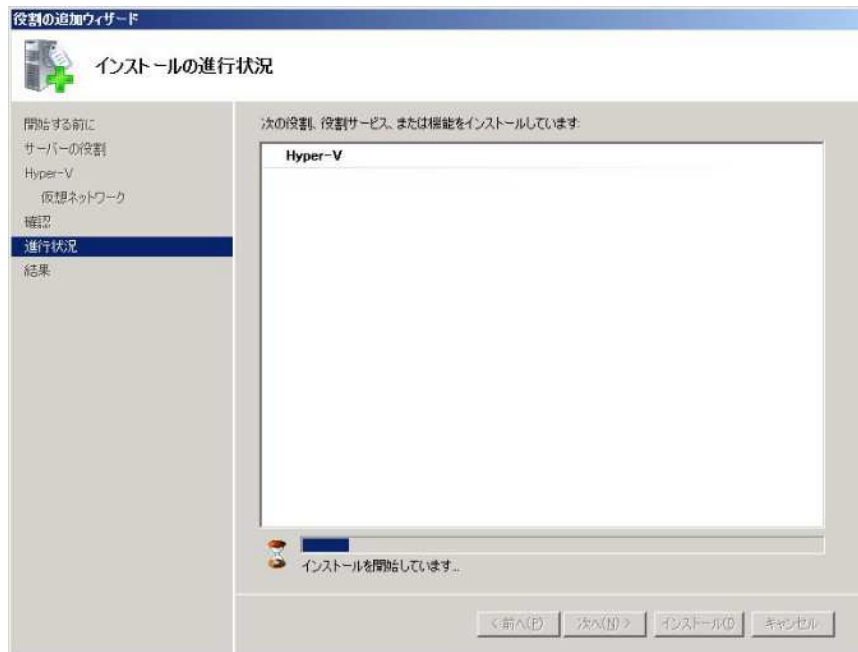 役割の追加ウィザード
インストールの進行状況
開始する前に
サーバーの役割
Hyper-V
仮想ネットワーク
確認
進行状況
結果
次の役割、役割サービス、または機能をインストールしています:
Hyper-V
インストールを開始しています...
< 前へ(P)
次へ(N) >
インストール(I)
キャンセル